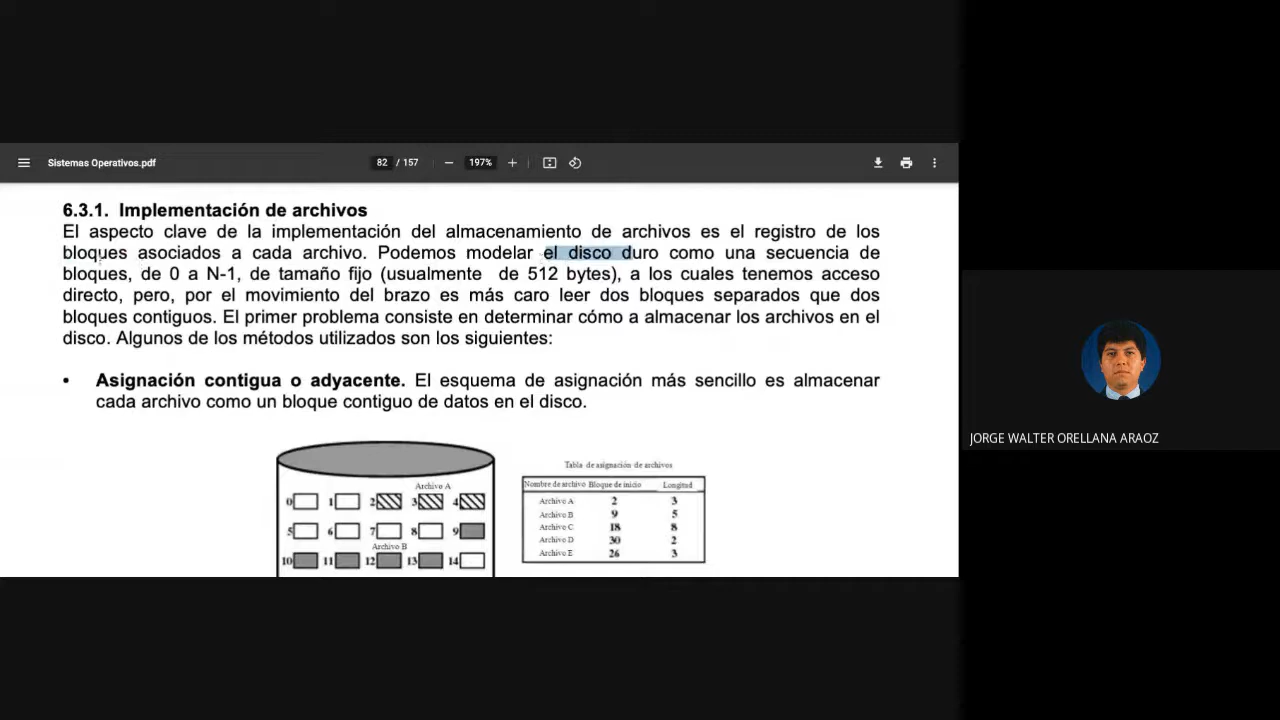 Sistemas Operativos.pdf
82 / 157
197%
6.3.1. Implementación de archivos
El aspecto clave de la implementación del almacenamiento de archivos es el registro de los
bloques asociados a cada archivo. Podemos modelar el disco duro como una secuencia de
bloques, de 0 a N-1, de tamaño fijo (usualmente de 512 bytes), a los cuales tenemos acceso
directo, pero, por el movimiento del brazo es más caro leer dos bloques separados que dos
bloques contiguos. El primer problema consiste en determinar cómo a almacenar los archivos en el
disco. Algunos de los métodos utilizados son los siguientes:
• Asignación contigua o adyacente. El esquema de asignación más sencillo es almacenar
cada archivo como un bloque contiguo de datos en el disco.
Archivo A
0 1 2 3 4
5 6 7 8 9
Archivo B
10 11 12 13 14
Tabla de asignación de archivos
Nombre de archivo Bloque de inicio Longitud
Archivo A 2 3
Archivo B 9 5
Archivo C 18 8
Archivo D 30 2
Archivo E 26 3
JORGE WALTER ORELLANA ARAOZ